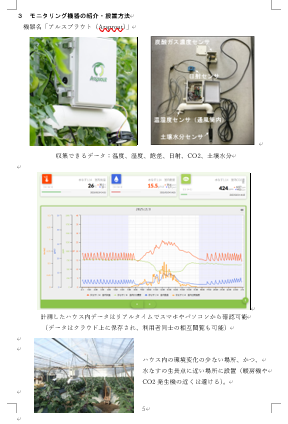 3 モニタリング機器の紹介・設置方法
機器名「アルスプラウト（Arsprout）」
Arsprout
炭酸ガス濃度センサ
日射センサ
温湿度センサ（通風筒内）
土壌水分センサ
収集できるデータ：温度、湿度、飽差、日射、CO2、土壌水分
26
15.5
424
計測したハウス内データはリアルタイムでスマホやパソコンから確認可能
（データはクラウド上に保存され、利用者同士の相互閲覧も可能）
ハウス内の環境変化の少ない場所、かつ、
水なすの生長点に近い場所に設置（暖房機や
CO2 発生機の近くは避ける）。
5